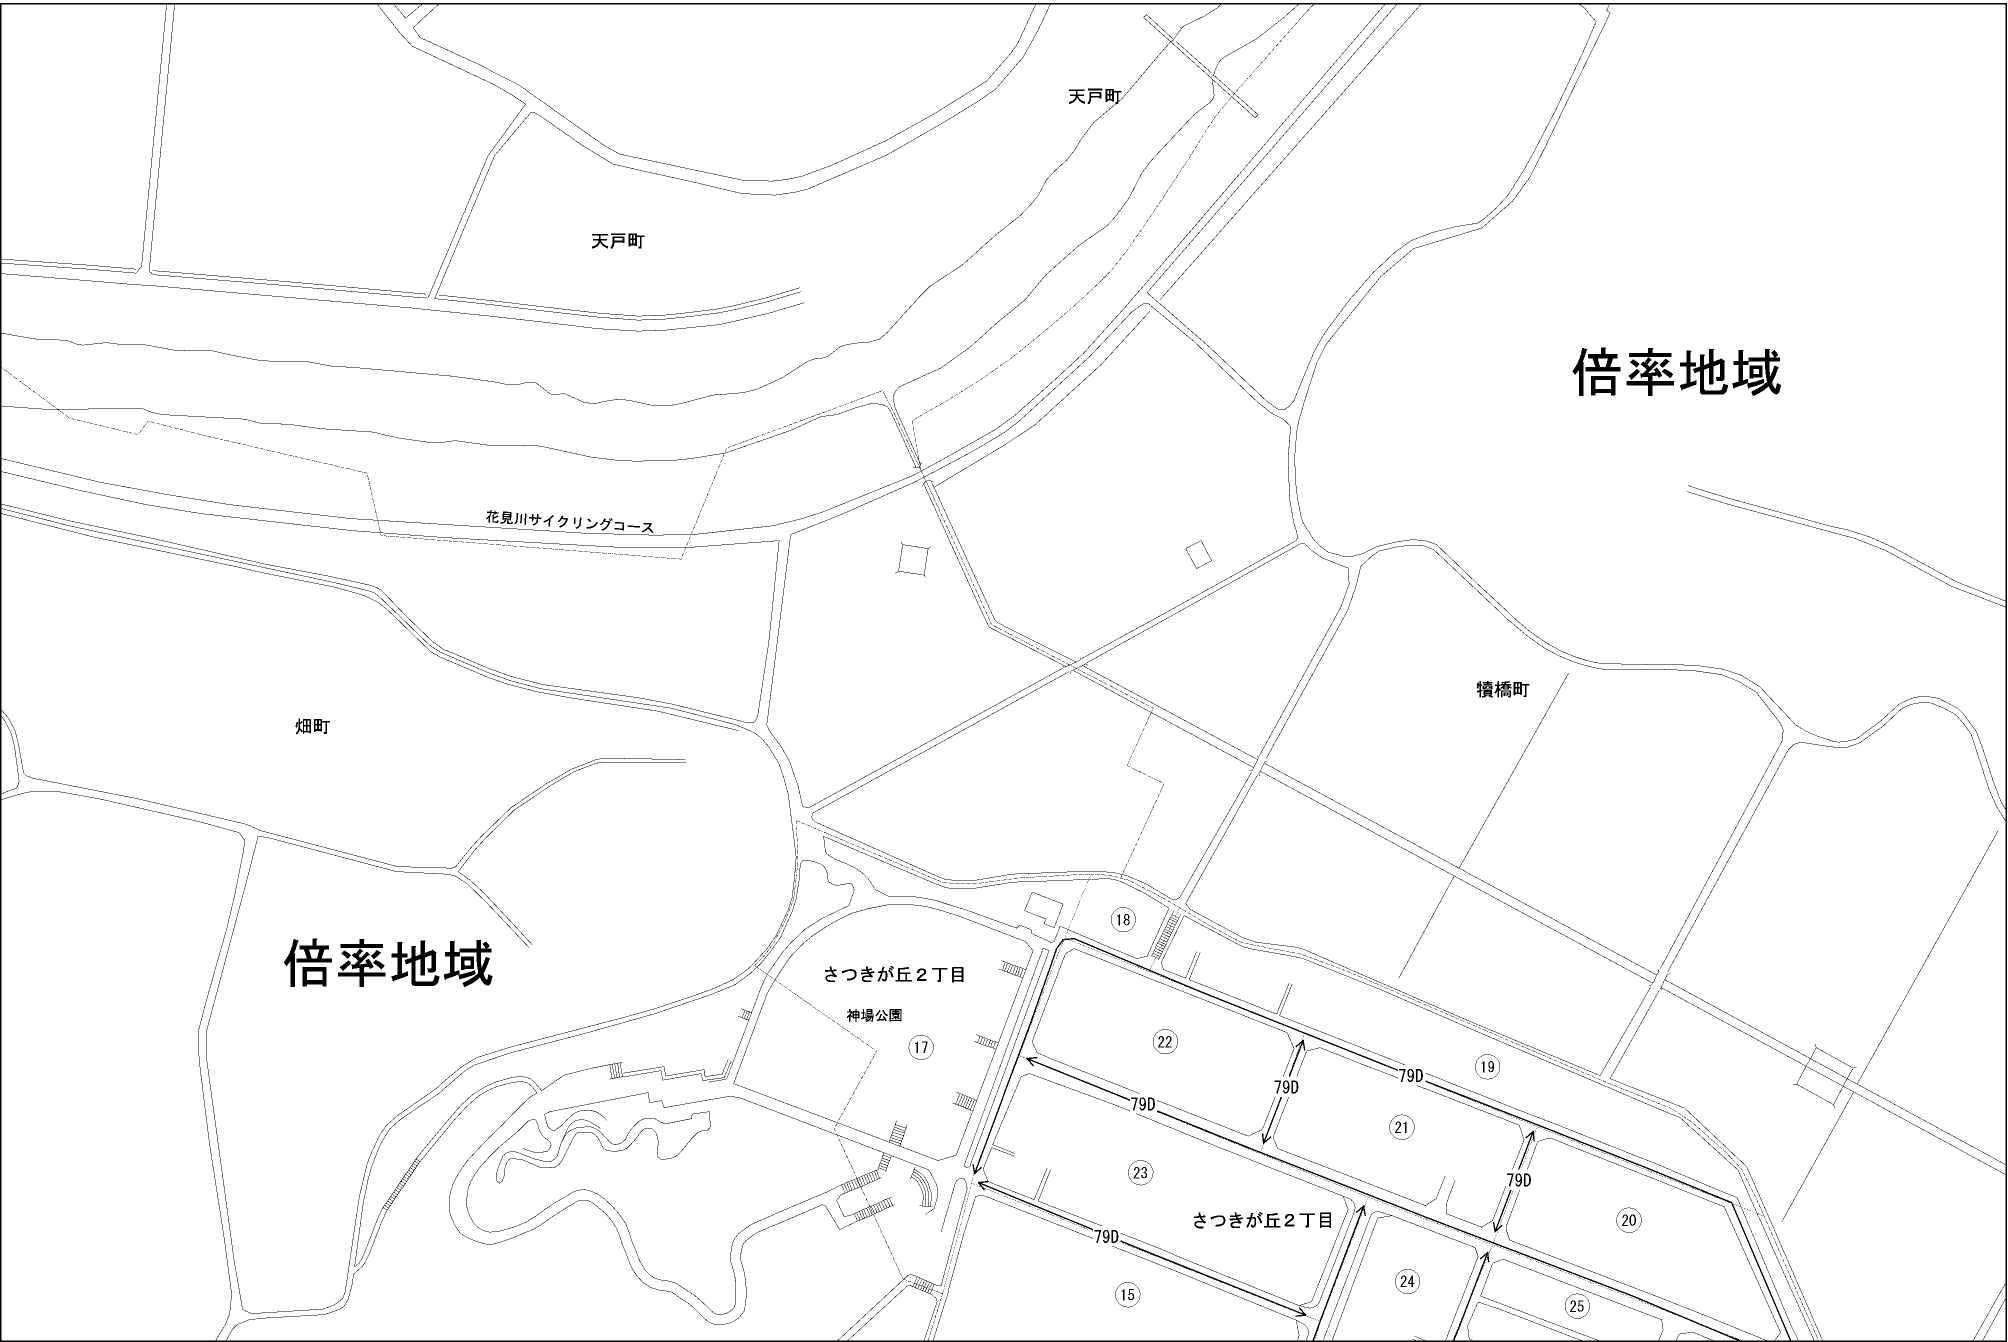 天戸町
天戸町
倍率地域
花見川サイクリングコース
犢橋町
畑町
倍率地域
18
さつきが丘２丁目
神場公園
17
22
19
79D
79D
79D
21
23
79D
20
さつきが丘２丁目
79D
24
15
25